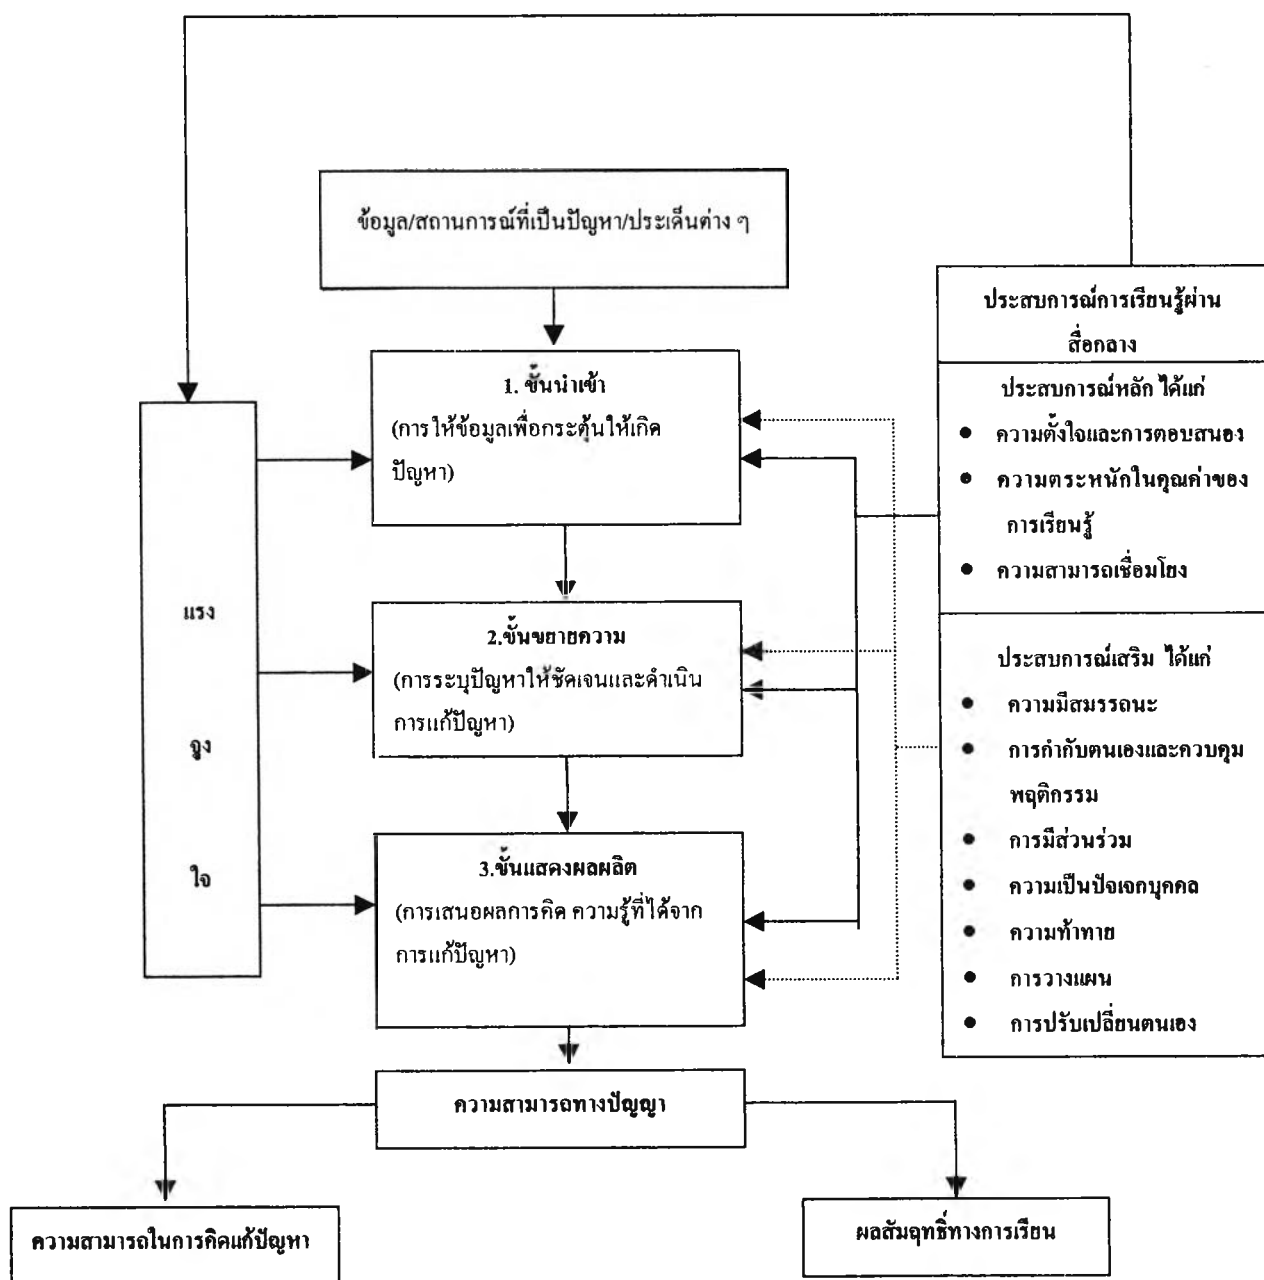 ข้อมูล/สถานการณ์ที่เป็นปัญหา/ประเด็นต่าง ๆ
1. ขั้นนำเข้า
(การให้ข้อมูลเพื่อกระตุ้นให้เกิด
ปัญหา)
2.ขั้นขยายความ
(การระบุปัญหาให้ชัดเจนและดำเนิน
การแก้ปัญหา)
3.ขั้นแสดงผลผลิต
(การเสนอผลการคิด ความรู้ที่ได้จาก
การแก้ปัญหา)
แรง
จูง
ใจ
ประสบการณ์การเรียนรู้ผ่าน
สื่อกลาง
ประสบการณ์หลัก ได้แก่
● ความตั้งใจและการตอบสนอง
● ความตระหนักในคุณค่าของ
การเรียนรู้
● ความสามารถเชื่อมโยง
ประสบการณ์เสริม ได้แก่
● ความมีสมรรถนะ
● การกำกับตนเองและควบคุม
พฤติกรรม
● การมีส่วนร่วม
● ความเป็นปัจเจกบุคคล
● ความท้าทาย
● การวางแผน
● การปรับเปลี่ยนตนเอง
ความสามารถทางปัญญา
ความสามารถในการคิดแก้ปัญหา
ผลสัมฤทธิ์ทางการเรียน